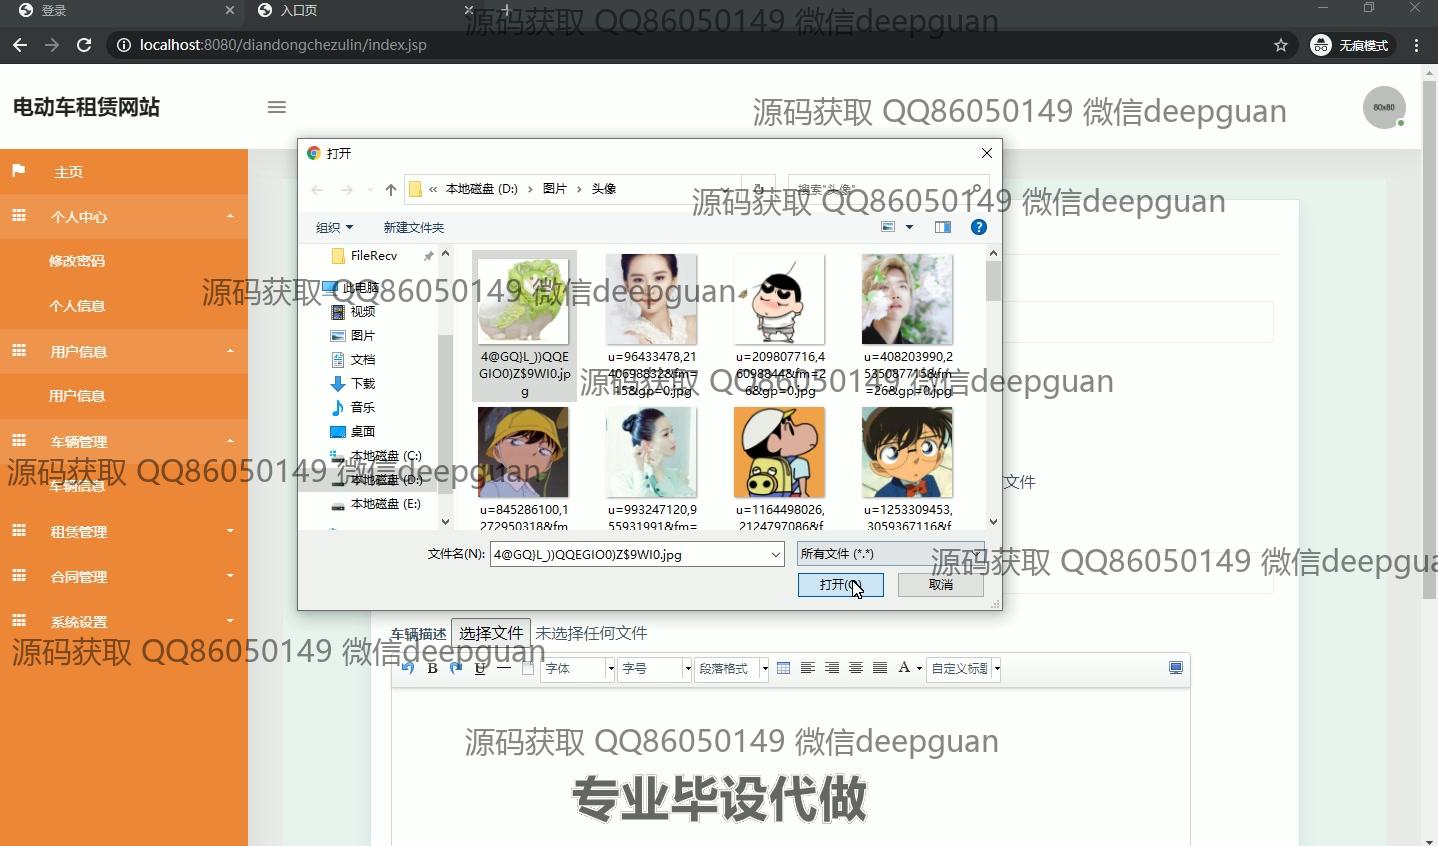 登录
入口页
源码获取 QQ86050149 微信deepguan
localhost:8080/diandongchezulin/index.jsp
无痕模式
电动车租赁网站
源码获取 QQ86050149 微信deepguan
80x80
打开
主页
本地磁盘 (D:) 图片 头像
源码获取 QQ86050149 微信deepguan
个人中心
组织 新建文件夹
FileRecv
修改密码
此电脑
源码获取 QQ86050149 微信deepguan
个人信息
视频
图片
用户信息
文档
4@GQ}L_))QQEGIO0)Z$9WI0.jpg
u=96433478,2140698832&fm=15&gp=0.jpg
u=209807716,460988448&fm=26&gp=0.jpg
源码获取 QQ86050149 微信deepguan
下载
用户信息
音乐
桌面
车辆管理
本地磁盘 (C:)
源码获取 QQ86050149 微信deepguan
本地磁盘 (D:)
车辆信息
文件
本地磁盘 (E:)
u=845286100,1272950318&fm
u=993247120,955931991&fm=
u=1164498026,2124797086&f
u=1253309453,3059367116&f
租赁管理
文件名(N): 4@GQ}L_))QQEGIO0)Z$9WI0.jpg
所有文件 (*.*)
源码获取 QQ86050149 微信deepgua
合同管理
打开(O)
取消
系统设置
车辆描述 选择文件 未选择任何文件
源码获取 QQ86050149 微信deepguan
B U 字体 字号 段落格式 A 自定义标题
源码获取 QQ86050149 微信deepguan
专业毕设代做